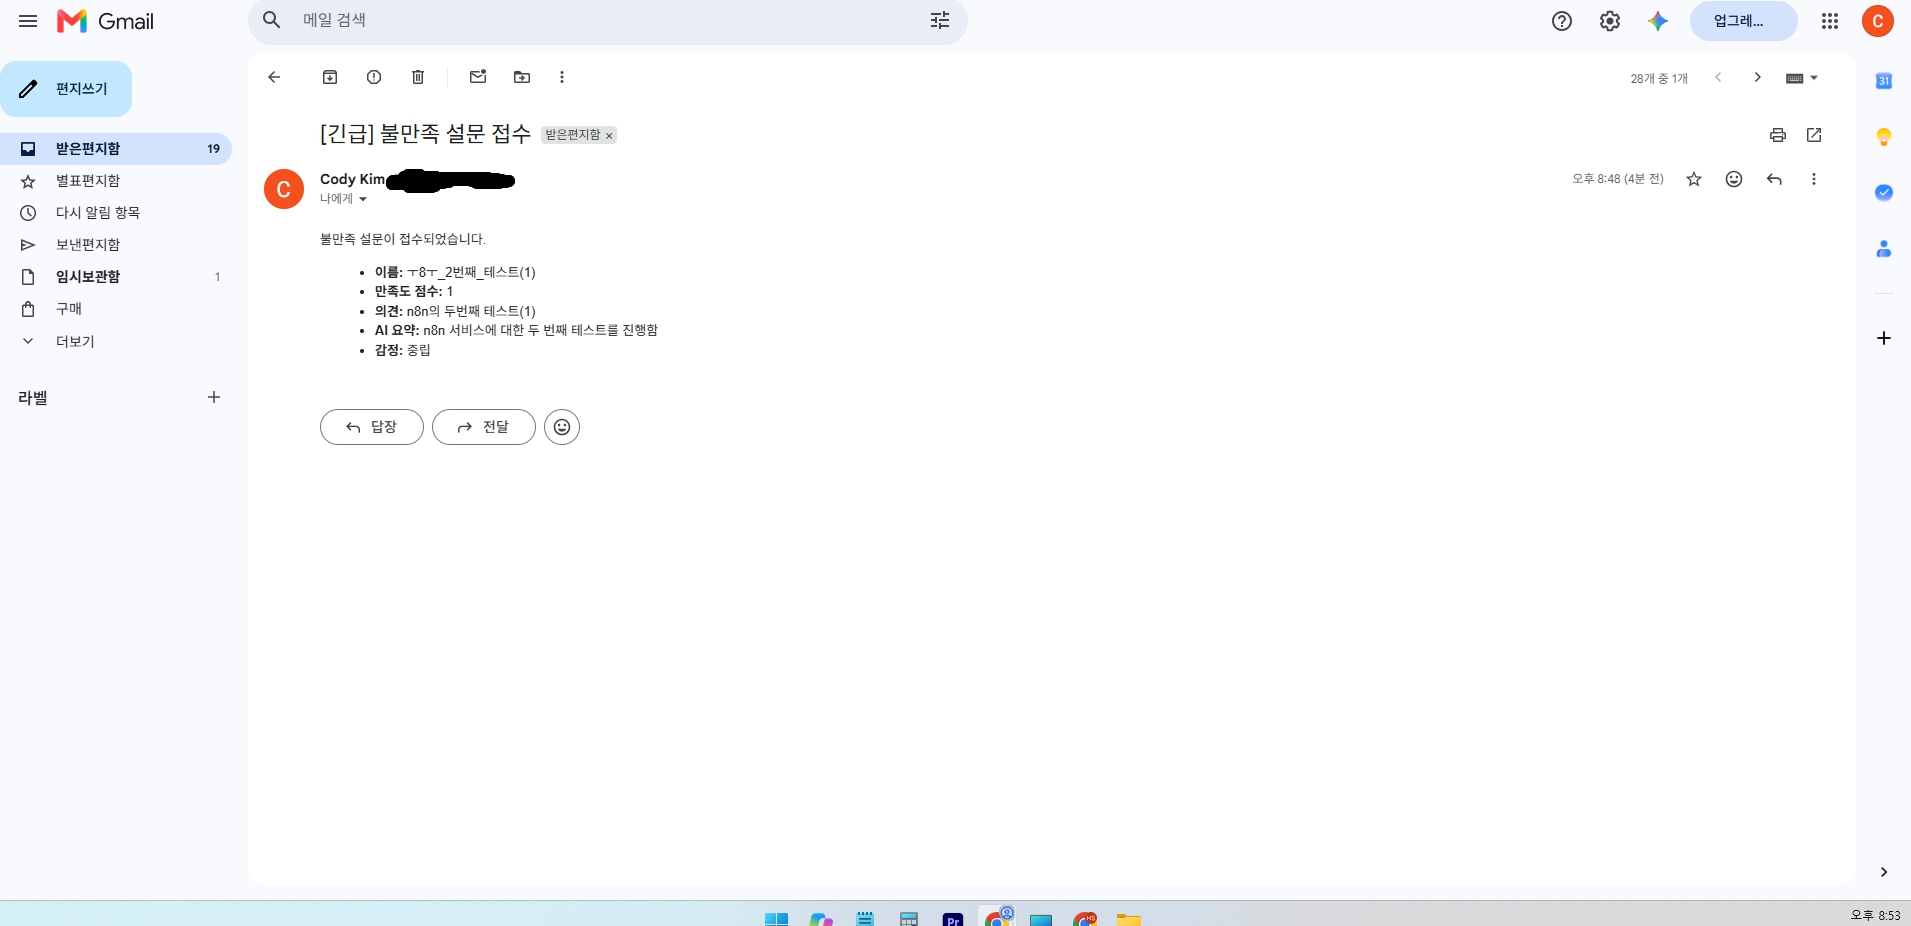 Gmail
메일 검색
업그레...
C
편지쓰기
28개 중 1개
31
받은편지함 19
별표편지함
다시 알림 항목
보낸편지함
임시보관함 1
구매
더보기
라벨
[긴급] 불만족 설문 접수 받은편지함 ×
C
Cody Kim
오후 8:48 (4분 전)
나에게
불만족 설문이 접수되었습니다.
이름: ㅜ8ㅜ_2번째_테스트(1)
만족도 점수: 1
의견: n8n의 두번째 테스트(1)
AI 요약: n8n 서비스에 대한 두 번째 테스트를 진행함
감정: 중립
답장
전달
Pr
HS
오후 8:53